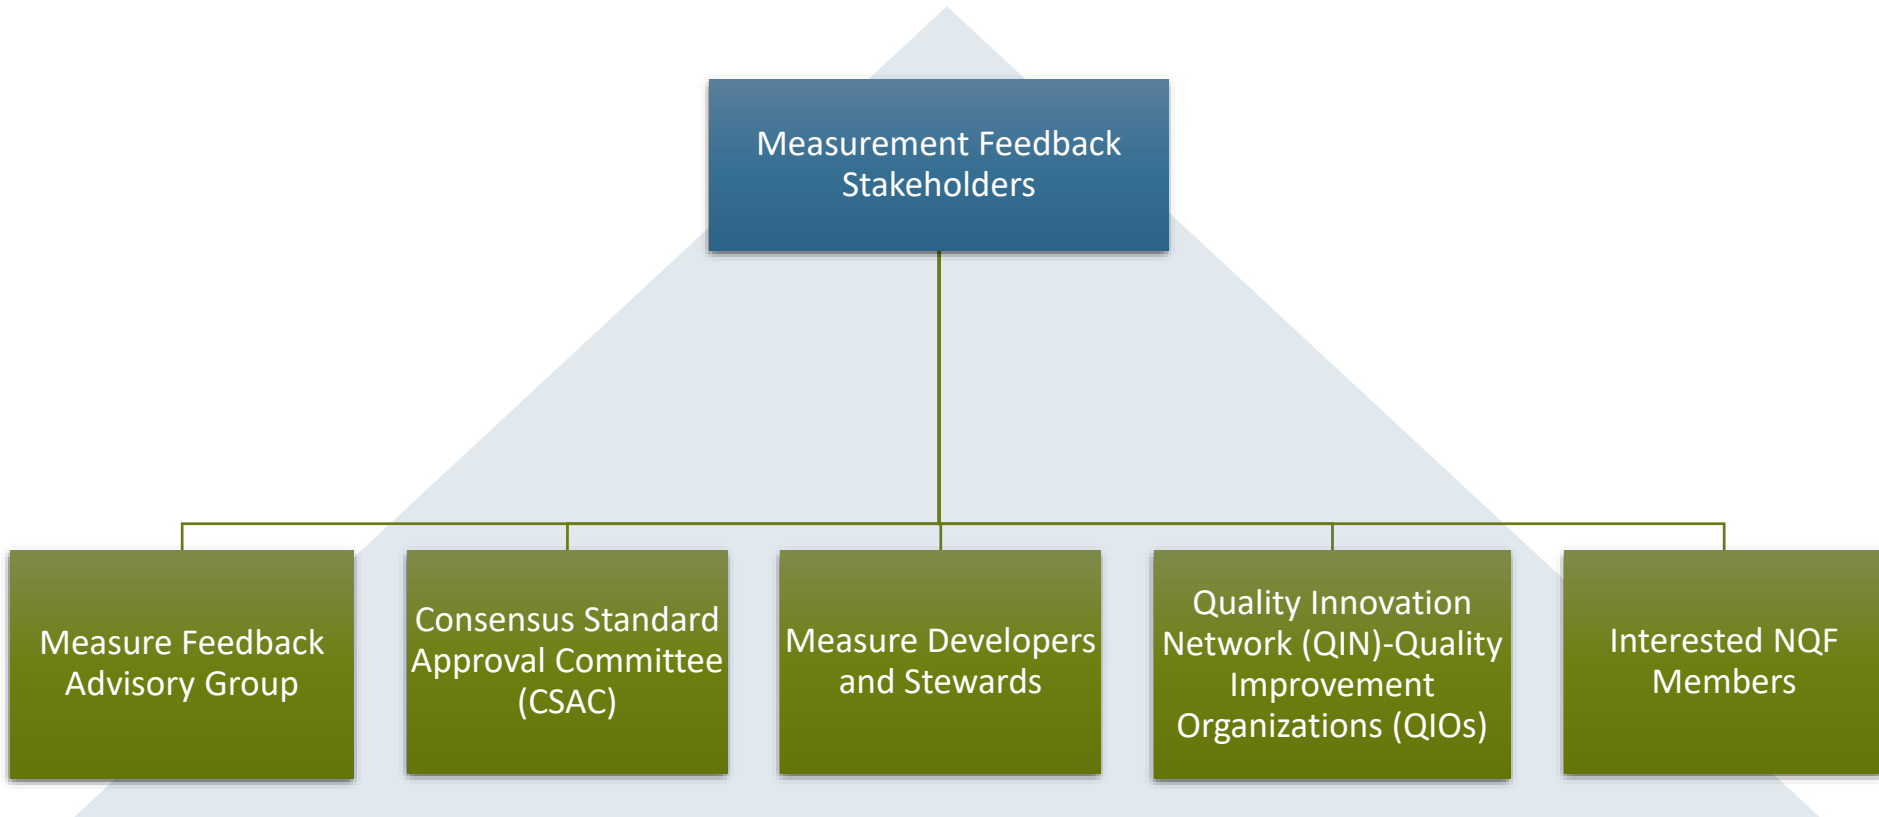 Measurement Feedback
Stakeholders
Measure Feedback
Advisory Group
Consensus Standard
Approval Committee
(CSAC)
Measure Developers
and Stewards
Quality Innovation
Network (QIN)-Quality
Improvement
Organizations (QIOs)
Interested NQF
Members